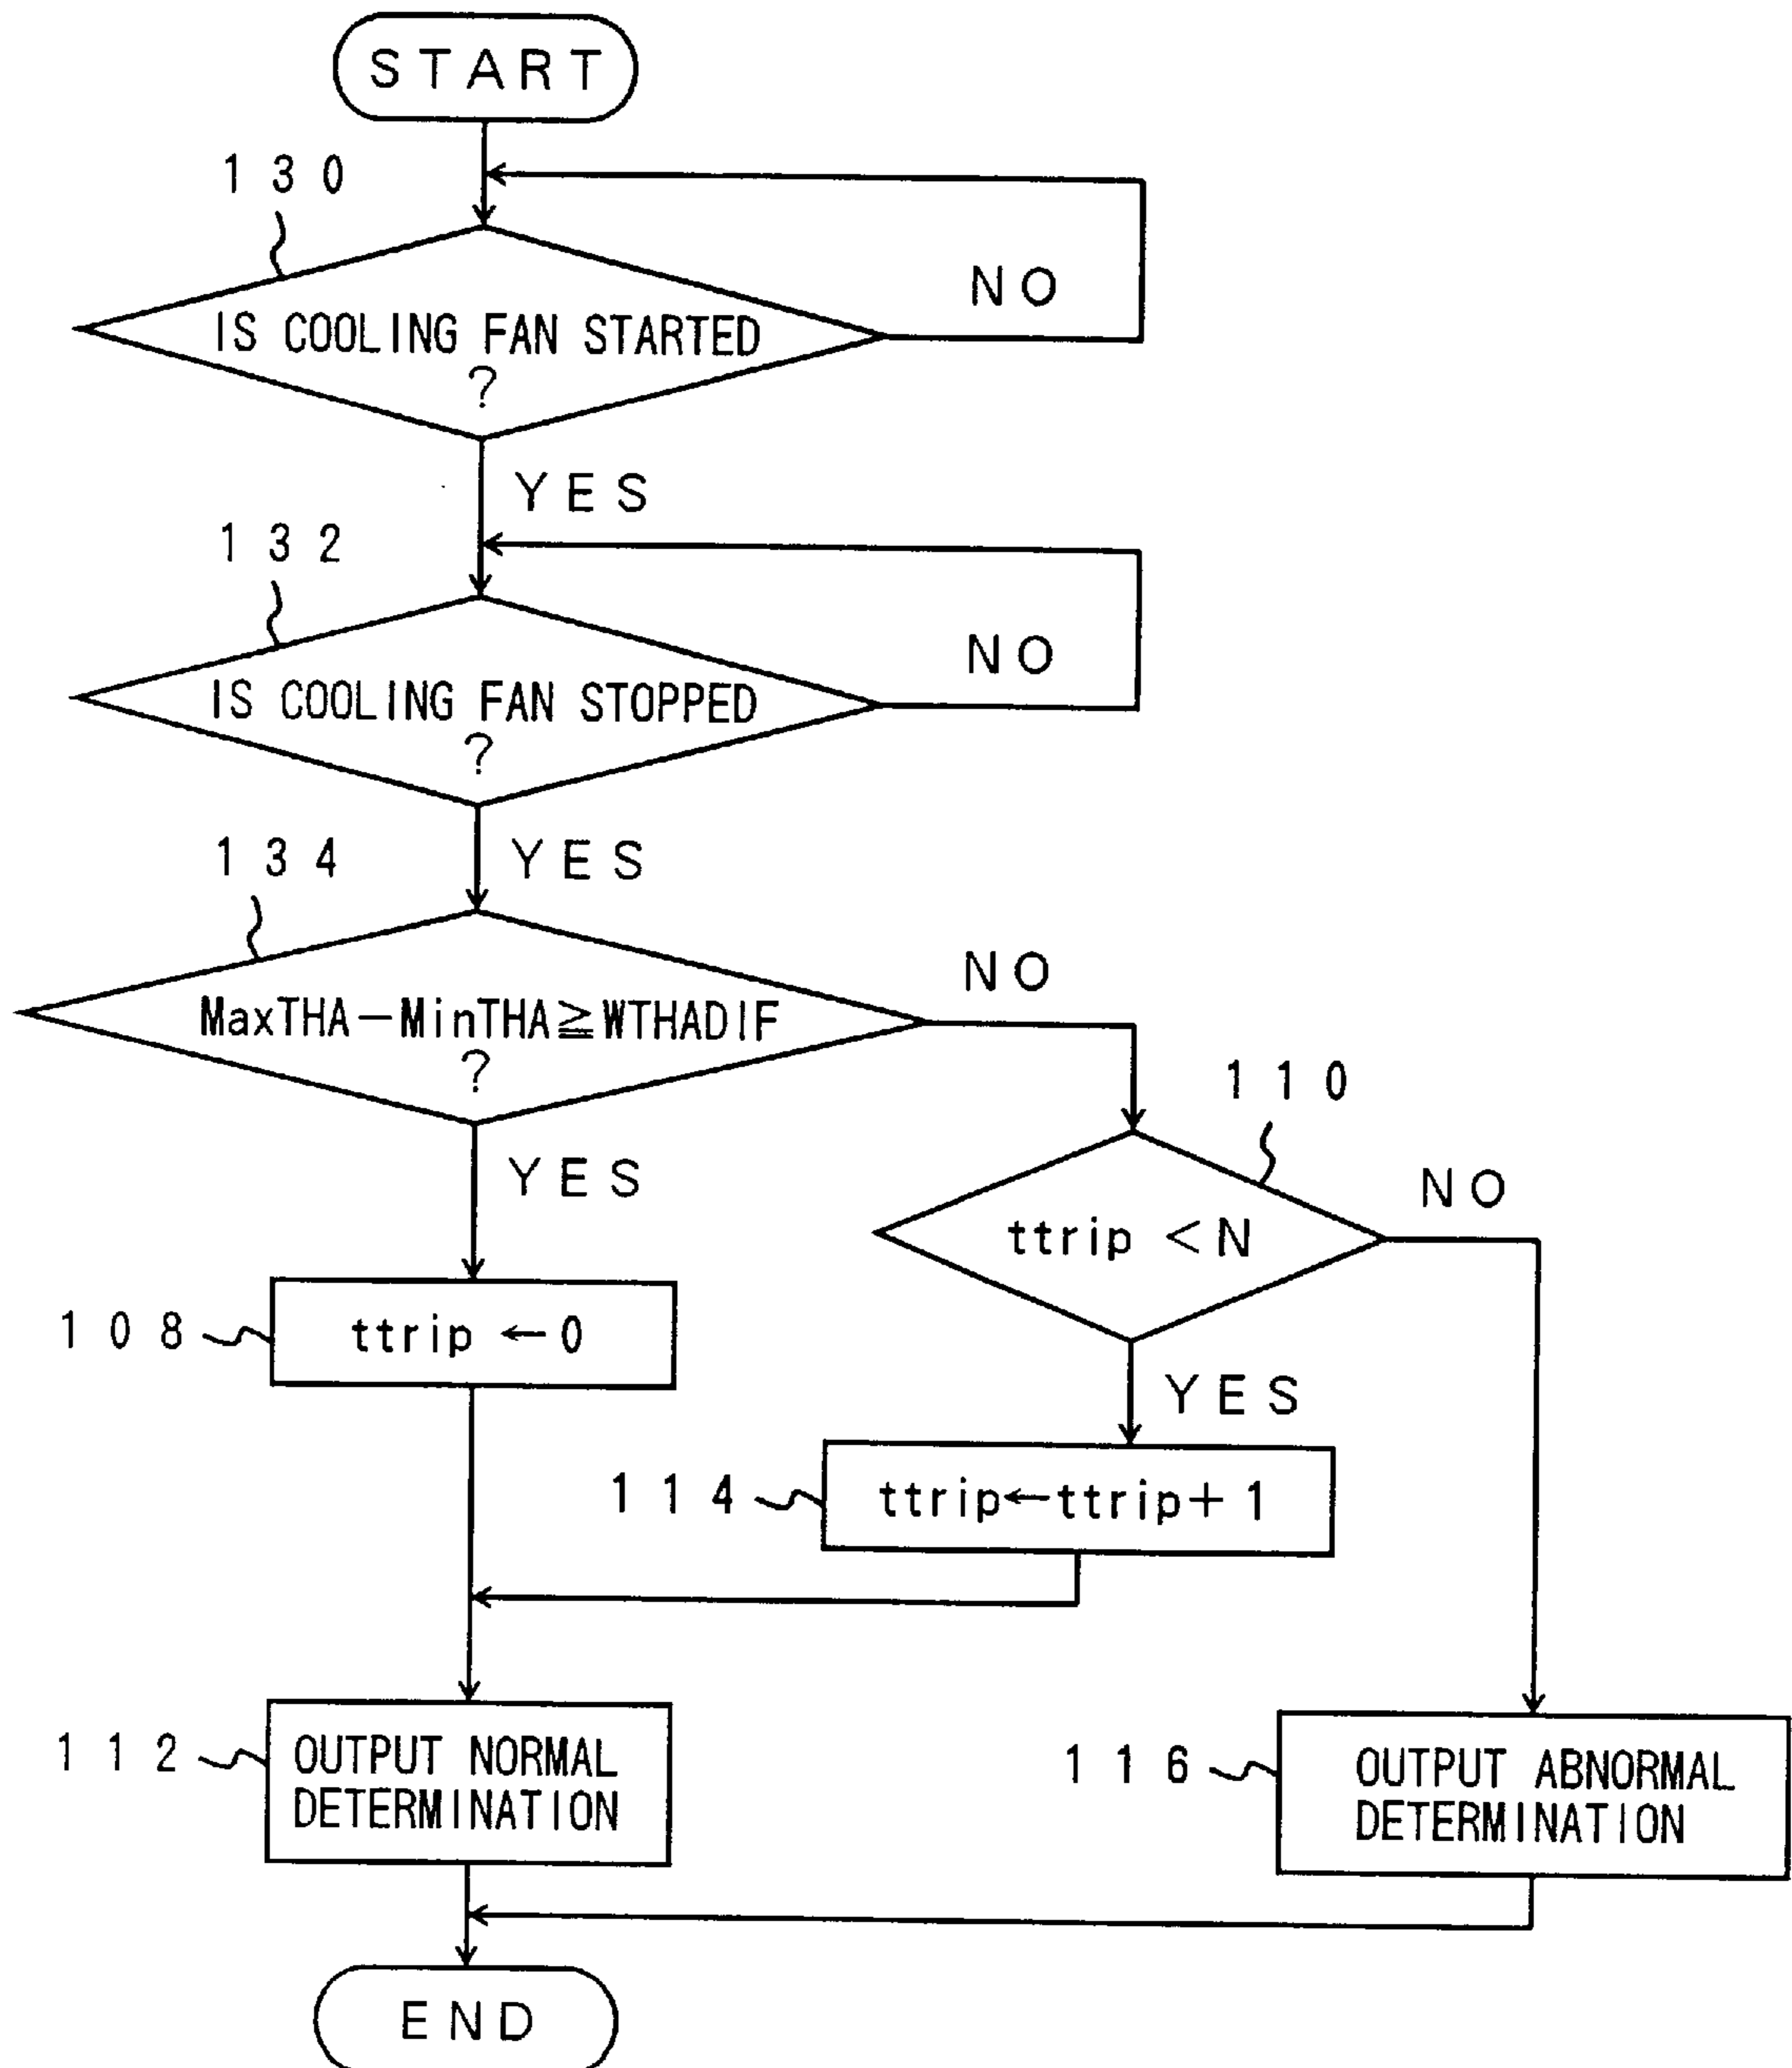 START
130
NO
IS COOLING FAN STARTED
?
YES
132
NO
IS COOLING FAN STOPPED
?
YES
134
NO
MaxTHA－MinTHA≧WTHADIF
?
110
YES
NO
ttrip < N
108
ttrip ←0
YES
114
ttrip←ttrip+1
112
OUTPUT NORMAL
DETERMINATION
116
OUTPUT ABNORMAL
DETERMINATION
END